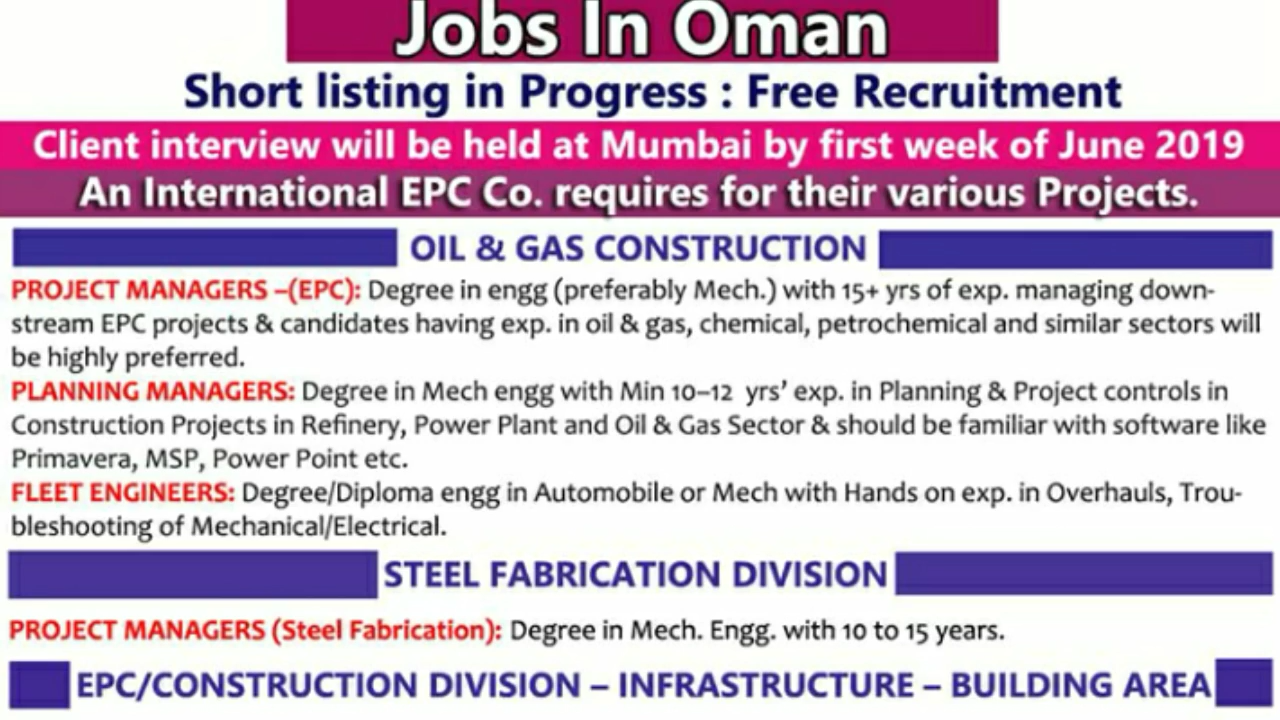 Jobs In Oman
Short listing in Progress : Free Recruitment
Client interview will be held at Mumbai by first week of June 2019
An International EPC Co. requires for their various Projects.
OIL & GAS CONSTRUCTION
PROJECT MANAGERS –(EPC): Degree in engg (preferably Mech.) with 15+ yrs of exp. managing down-
stream EPC projects & candidates having exp. in oil & gas, chemical, petrochemical and similar sectors will
be highly preferred.
PLANNING MANAGERS: Degree in Mech engg with Min 10–12 yrs’ exp. in Planning & Project controls in
Construction Projects in Refinery, Power Plant and Oil & Gas Sector & should be familiar with software like
Primavera, MSP, Power Point etc.
FLEET ENGINEERS: Degree/Diploma engg in Automobile or Mech with Hands on exp. in Overhauls, Trou-
bleshooting of Mechanical/Electrical.
STEEL FABRICATION DIVISION
PROJECT MANAGERS (Steel Fabrication): Degree in Mech. Engg. with 10 to 15 years.
EPC/CONSTRUCTION DIVISION – INFRASTRUCTURE – BUILDING AREA